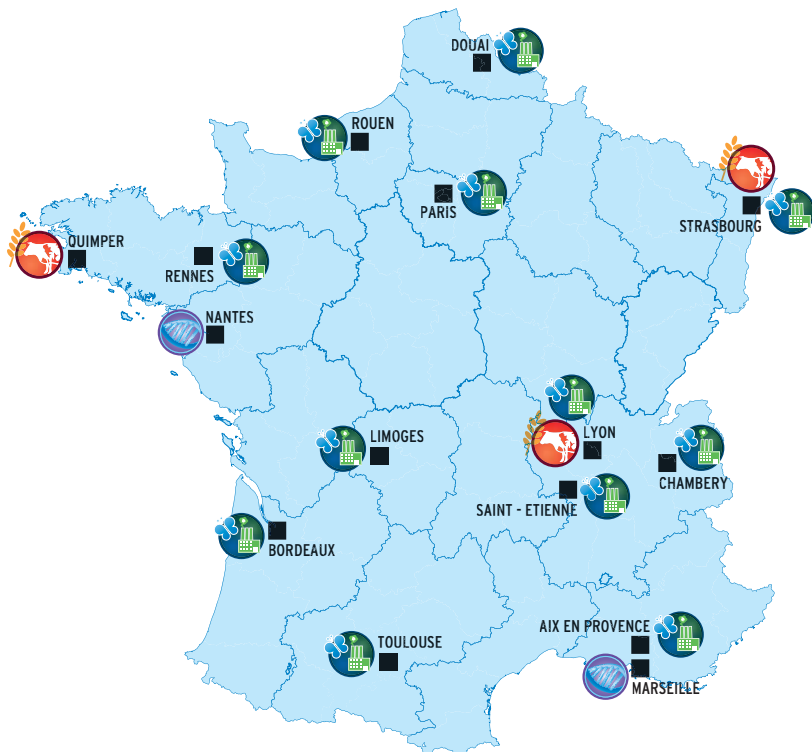 DOUAI
ROUEN
PARIS
STRASBOURG
QUIMPER
RENNES
NANTES
LIMOGES
LYON
CHAMBERY
SAINT - ETIENNE
BORDEAUX
AIX EN PROVENCE
TOULOUSE
MARSEILLE